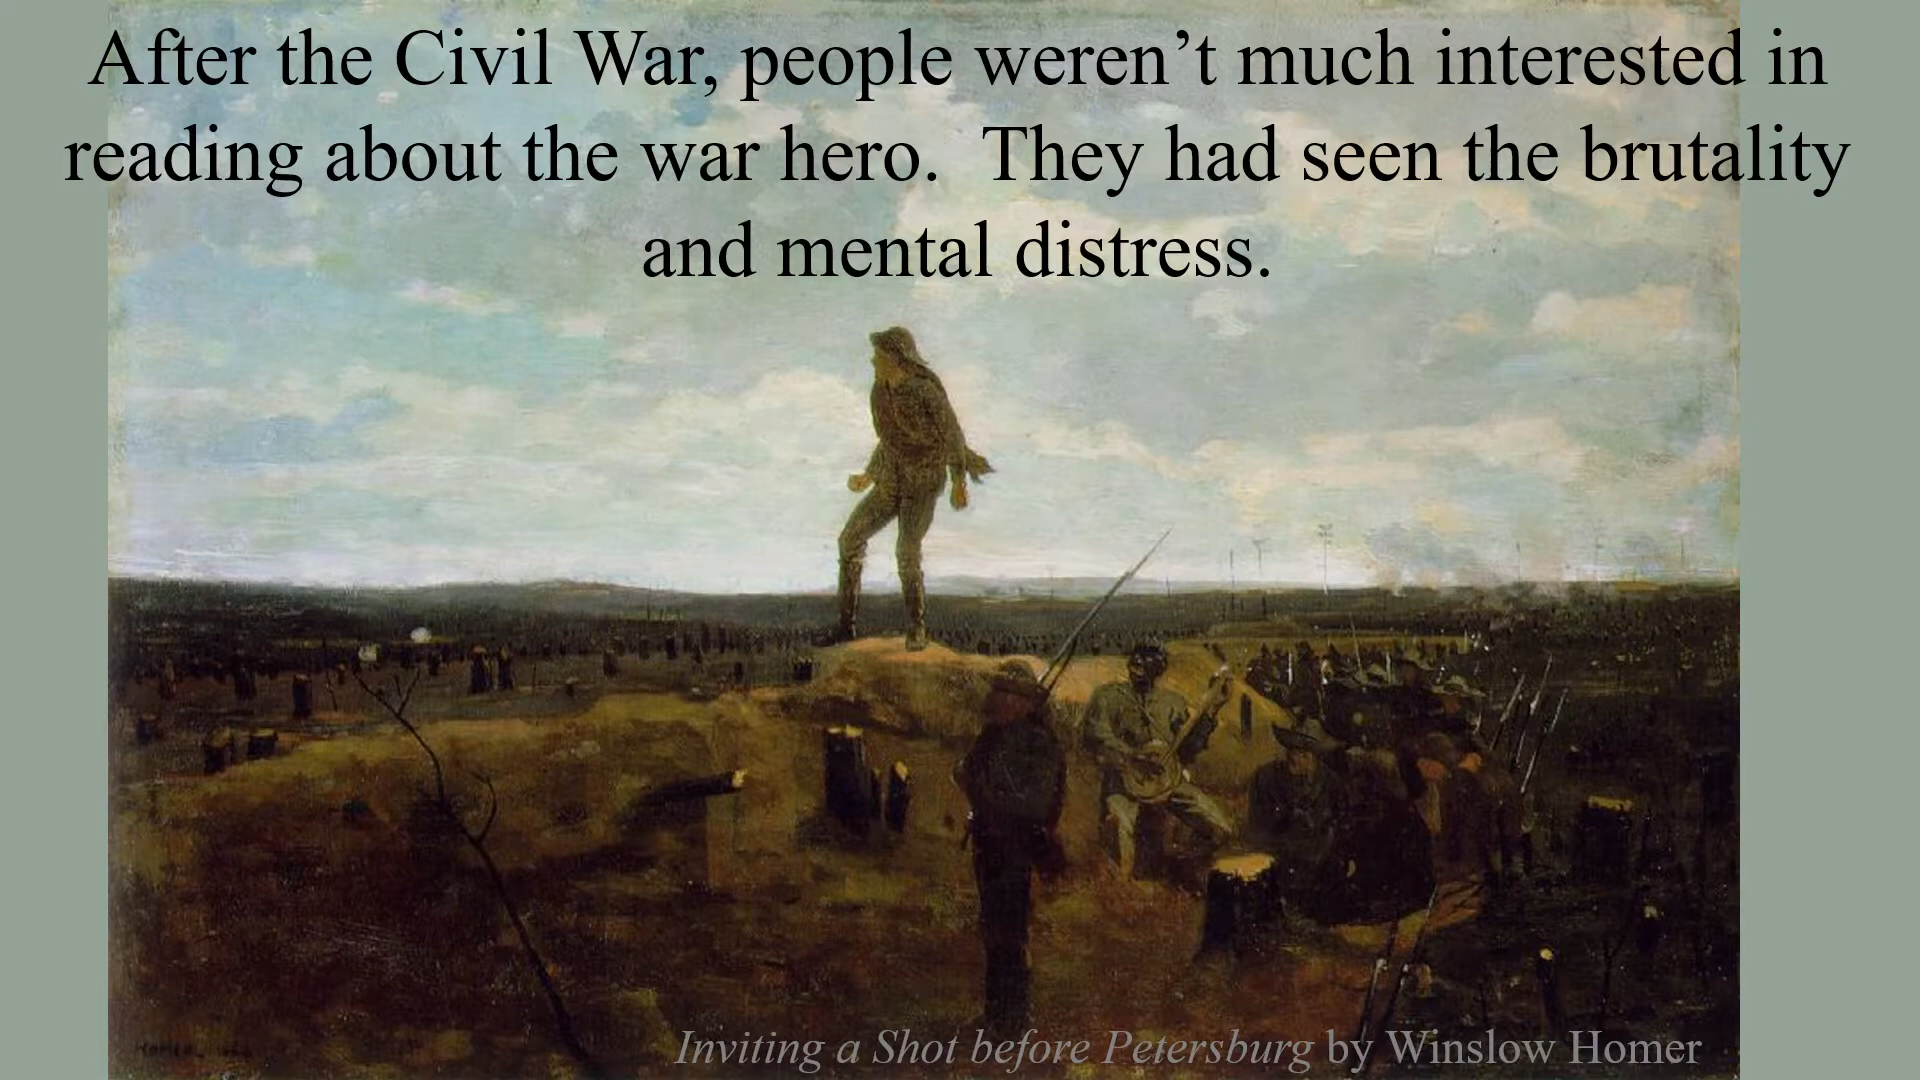 After the Civil War, people weren’t much interested in
reading about the war hero.  They had seen the brutality
and mental distress.
Inviting a Shot before Petersburg by Winslow Homer